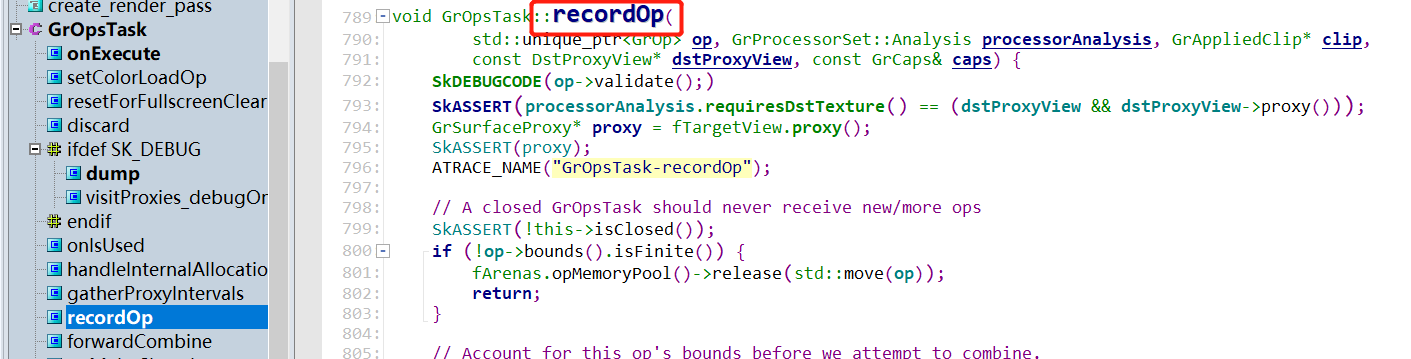 create_render_pass
GrOpsTask
onExecute
setColorLoadOp
resetForFullscreenClear
discard
ifdef SK_DEBUG
dump
visitProxies_debugOn
endif
onIsUsed
handleInternalAllocatio
gatherProxyIntervals
recordOp
forwardCombine
789 void GrOpsTask::recordOp(
790: std::unique_ptr<GrOp> op, GrProcessorSet::Analysis processorAnalysis, GrAppliedClip* clip,
791: const DstProxyView* dstProxyView, const GrCaps& caps) {
792: SkDEBUGCODE(op->validate();)
793: SkASSERT(processorAnalysis.requiresDstTexture() == (dstProxyView && dstProxyView->proxy()));
794: GrSurfaceProxy* proxy = fTargetView.proxy();
795: SkASSERT(proxy);
796: ATRACE_NAME("GrOpsTask-recordOp");
797:
798: // A closed GrOpsTask should never receive new/more ops
799: SkASSERT(!this->isClosed());
800 if (!op->bounds().isFinite()) {
801: fArenas.opMemoryPool()->release(std::move(op));
802: return;
803: }
804:
805: // Account for this op's bounds before we attempt to combine.